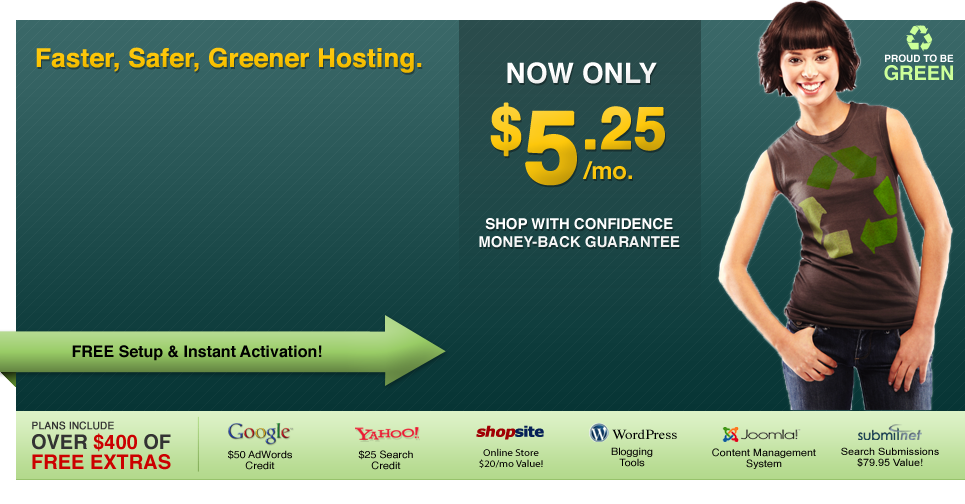 Faster, Safer, Greener Hosting.
NOW ONLY
$5.25
/mo.
SHOP WITH CONFIDENCE
MONEY-BACK GUARANTEE
PROUD TO BE
GREEN
FREE Setup & Instant Activation!
PLANS INCLUDE
OVER $400 OF
FREE EXTRAS
Google
$50 AdWords
Credit
YAHOO!
$25 Search
Credit
shopsite
Online Store
$20/mo Value!
WordPress
Blogging
Tools
Joomla!
Content Management
System
submitnet
Search Submissions
$79.95 Value!